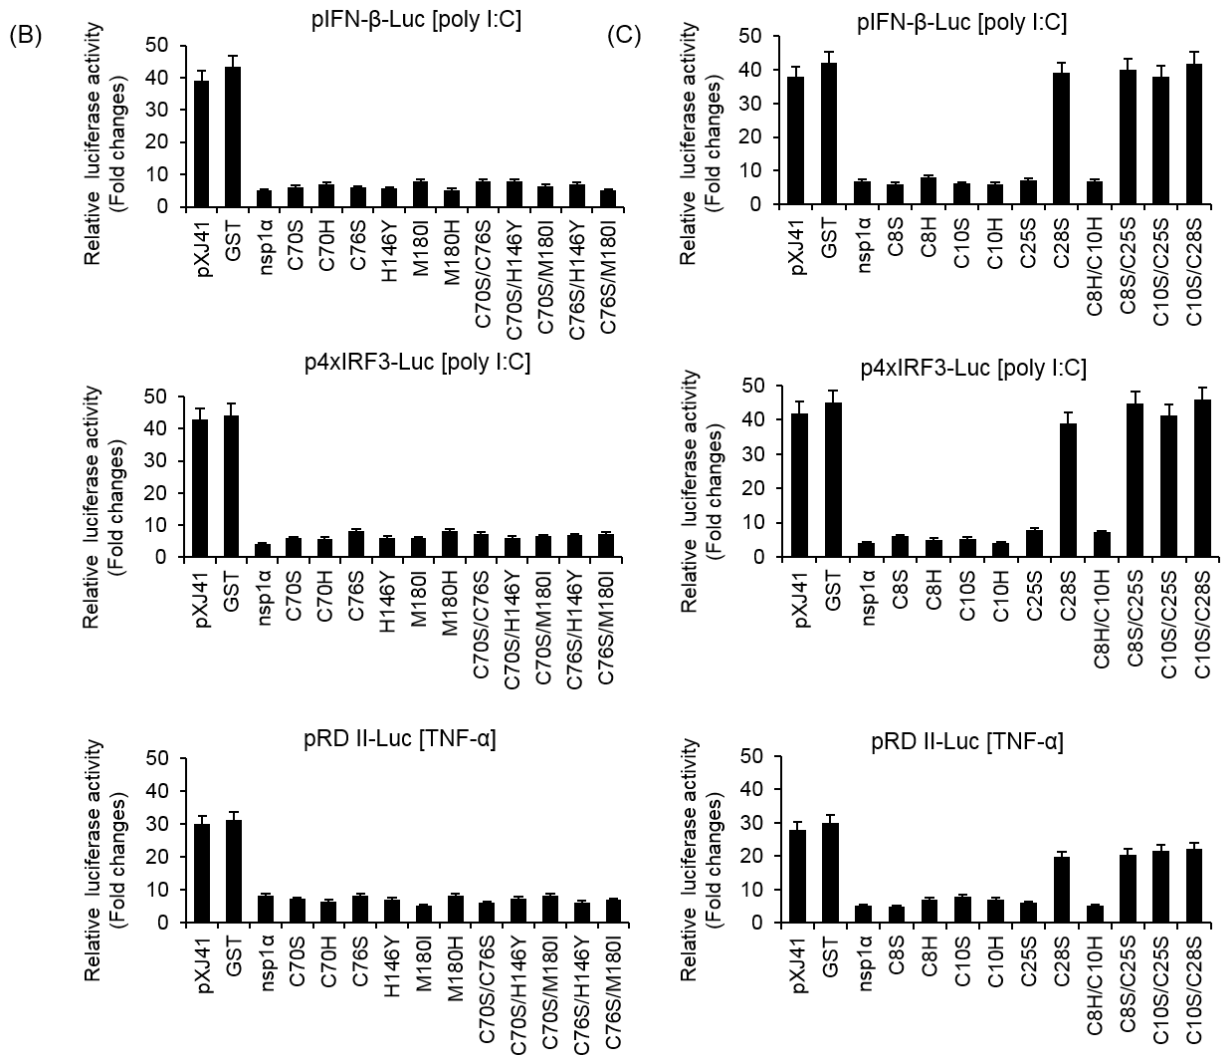 (B)
pIFN-β-Luc [poly I:C]
Relative luciferase activity
(Fold changes)
50
40
30
20
10
0
pXJ41
GST
nsp1α
C70S
C70H
C76S
H146Y
M180I
M180H
C70S/C76S
C70S/H146Y
C70S/M180I
C76S/H146Y
C76S/M180I
p4xIRF3-Luc [poly I:C]
Relative luciferase activity
(Fold changes)
50
40
30
20
10
0
pXJ41
GST
nsp1α
C70S
C70H
C76S
H146Y
M180I
M180H
C70S/C76S
C70S/H146Y
C70S/M180I
C76S/H146Y
C76S/M180I
pRD II-Luc [TNF-α]
Relative luciferase activity
(Fold changes)
50
40
30
20
10
0
pXJ41
GST
nsp1α
C70S
C70H
C76S
H146Y
M180I
M180H
C70S/C76S
C70S/H146Y
C70S/M180I
C76S/H146Y
C76S/M180I
(C)
pIFN-β-Luc [poly I:C]
Relative luciferase activity
(Fold changes)
50
40
30
20
10
0
pXJ41
GST
nsp1α
C8S
C8H
C10S
C10H
C25S
C28S
C8H/C10H
C8S/C25S
C10S/C25S
C10S/C28S
p4xIRF3-Luc [poly I:C]
Relative luciferase activity
(Fold changes)
50
40
30
20
10
0
pXJ41
GST
nsp1α
C8S
C8H
C10S
C10H
C25S
C28S
C8H/C10H
C8S/C25S
C10S/C25S
C10S/C28S
pRD II-Luc [TNF-α]
Relative luciferase activity
(Fold changes)
50
40
30
20
10
0
pXJ41
GST
nsp1α
C8S
C8H
C10S
C10H
C25S
C28S
C8H/C10H
C8S/C25S
C10S/C25S
C10S/C28S